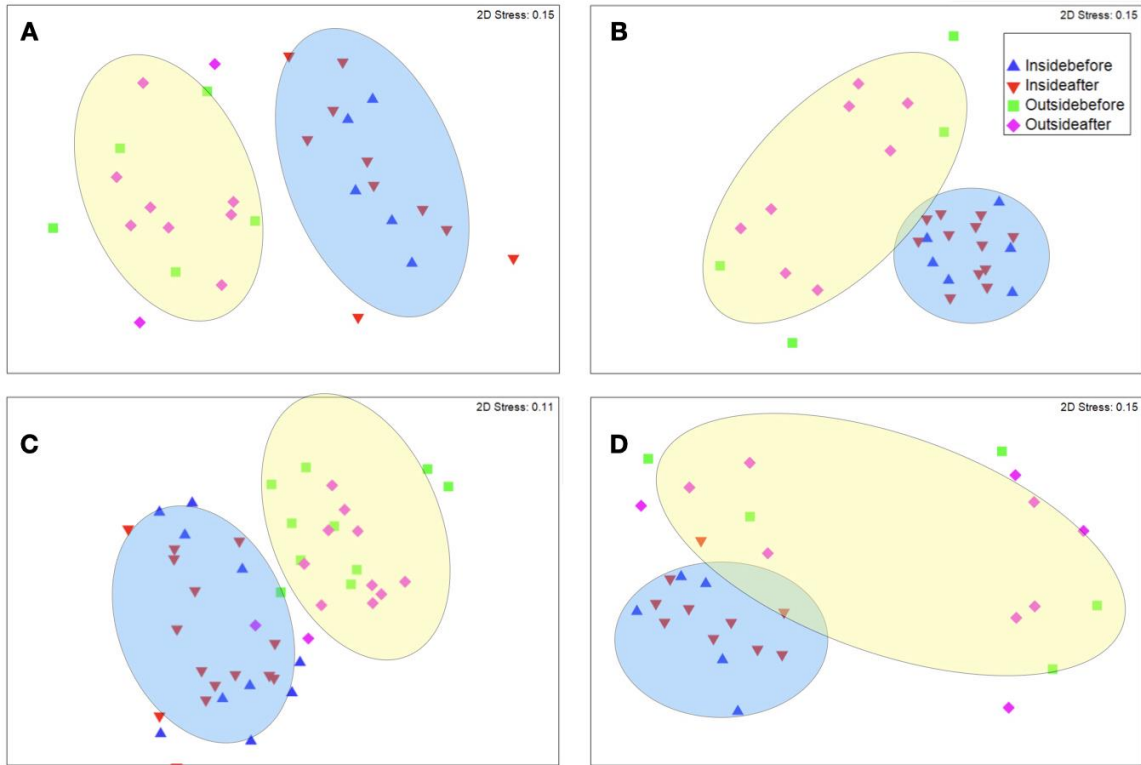 A
2D Stress: 0.15
B
2D Stress: 0.15
Insidebefore
Insideafter
Outsidebefore
Outsideafter
C
2D Stress: 0.11
D
2D Stress: 0.15